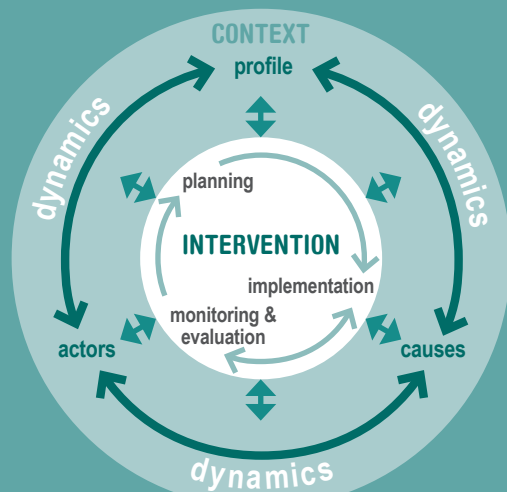 CONTEXT
profile
dynamics
dynamics
planning
INTERVENTION
implementation
monitoring &
evaluation
actors
causes
dynamics